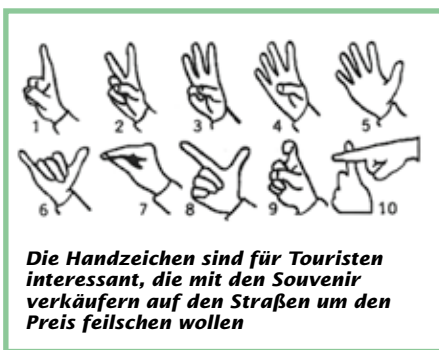 1 2 3 4 5
6 7 8 9 10
Die Handzeichen sind für Touristen
interessant, die mit den Souvenir
verkäufern auf den Straßen um den
Preis feilschen wollen